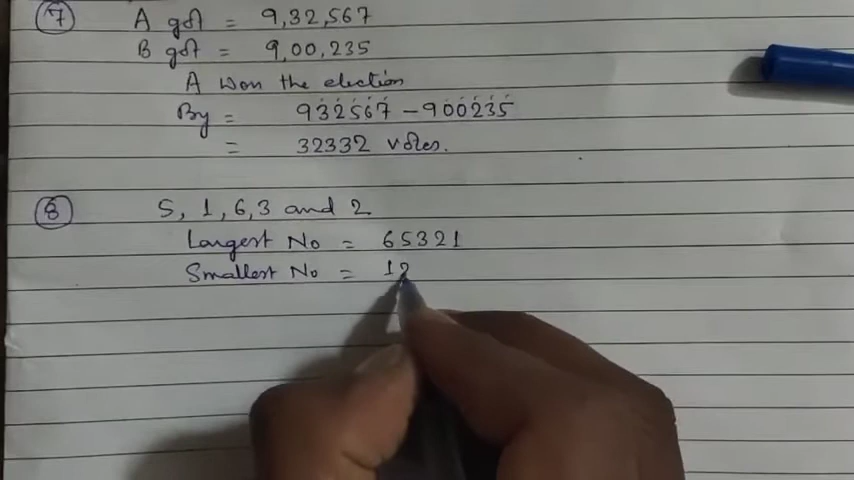 7 A got = 9,32,567
B got = 9,00,235
A won the election
By = 932567 - 900235
= 32332 votes.
8 5, 1, 6, 3 and 2
Largest No = 65321
Smallest No = 12